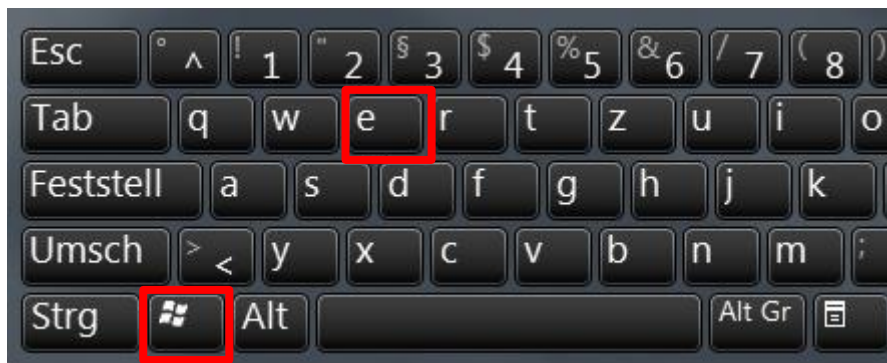 Esc ° ^ ! 1 " 2 § 3 $ 4 % 5 & 6 / 7 ( 8 )
Tab q w e r t z u i o
Feststell a s d f g h j k
Umsch > < y x c v b n m ;
Strg Alt Alt Gr